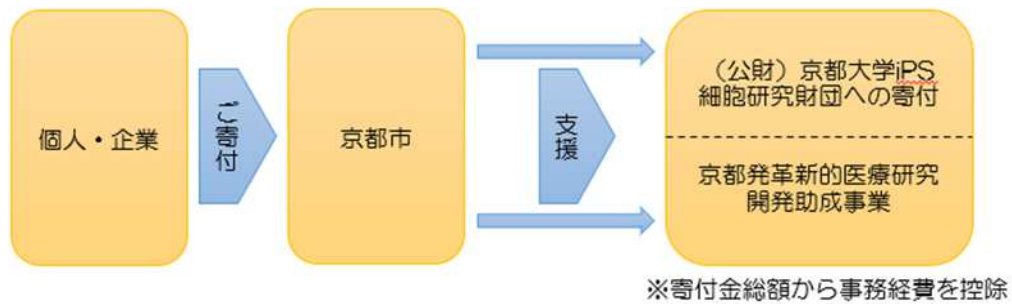 個人・企業
ご寄付
京都市
支援
（公財）京都大学iPS
細胞研究財団への寄付
京都発革新的医療研究
開発助成事業
※寄付金総額から事務経費を控除